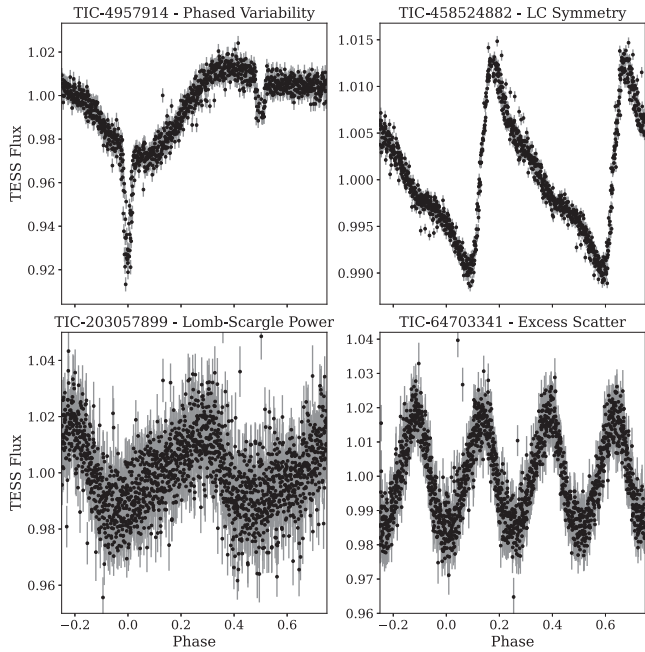 TIC-4957914 - Phased Variability
TIC-458524882 - LC Symmetry
TESS Flux
1.02
1.00
0.98
0.96
0.94
0.92
1.015
1.010
1.005
1.000
0.995
0.990
TIC-203057899 - Lomb-Scargle Power
TIC-64703341 - Excess Scatter
TESS Flux
1.04
1.02
1.00
0.98
0.96
1.04
1.03
1.02
1.01
1.00
0.99
0.98
0.97
0.96
−0.2 0.0 0.2 0.4 0.6
−0.2 0.0 0.2 0.4 0.6
Phase
Phase